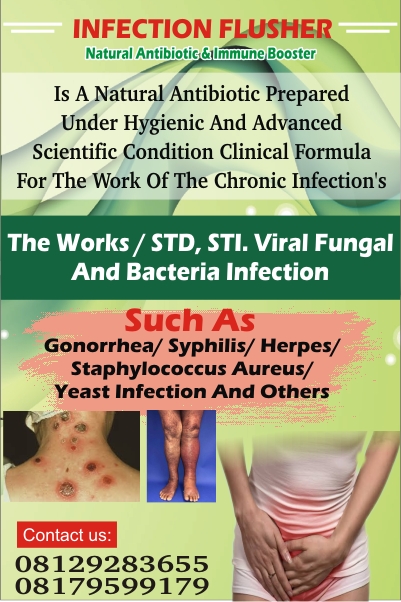 INFECTION FLUSHER
Natural Antibiotic & Immune Booster
Is A Natural Antibiotic Prepared
Under Hygienic And Advanced
Scientific Condition Clinical Formula
For The Work Of The Chronic Infection's
The Works / STD, STI. Viral Fungal
And Bacteria Infection
Such As
Gonorrhea/ Syphilis/ Herpes/
Staphylococcus Aureus/
Yeast Infection And Others
Contact us:
08129283655
08179599179